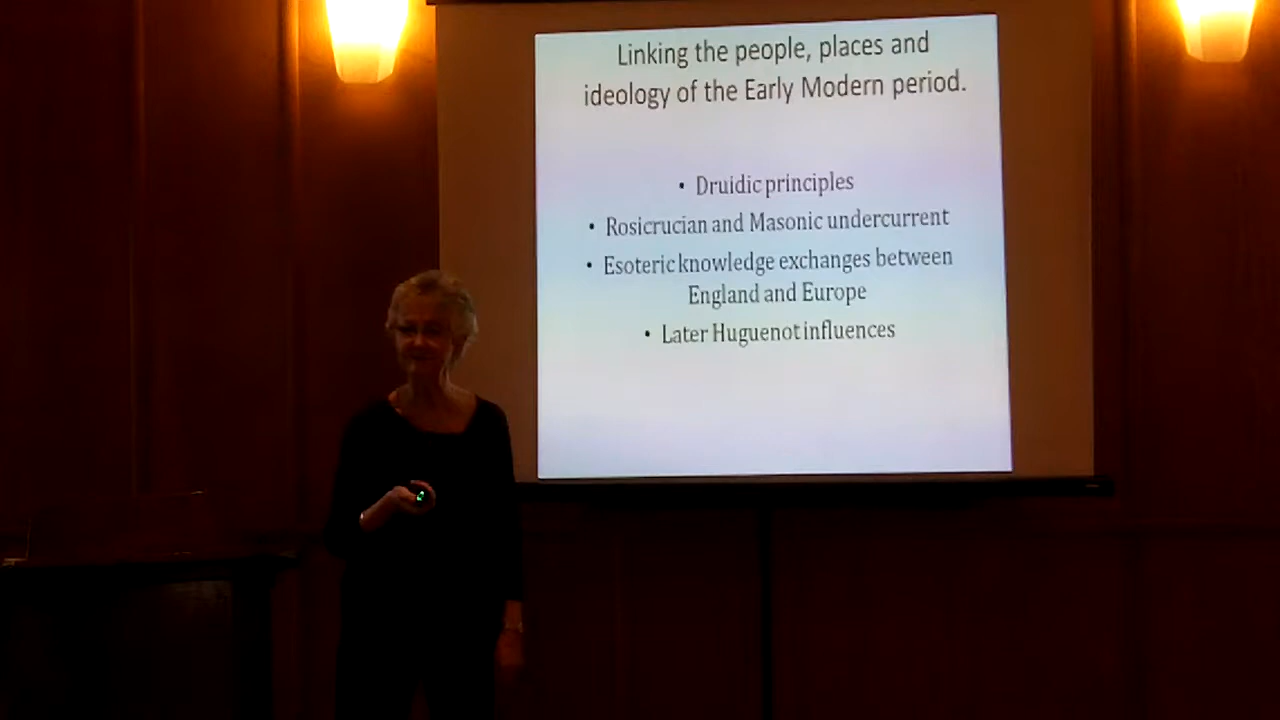 Linking the people, places and
ideology of the Early Modern period.
• Druidic principles
• Rosicrucian and Masonic undercurrent
• Esoteric knowledge exchanges between
England and Europe
• Later Huguenot influences